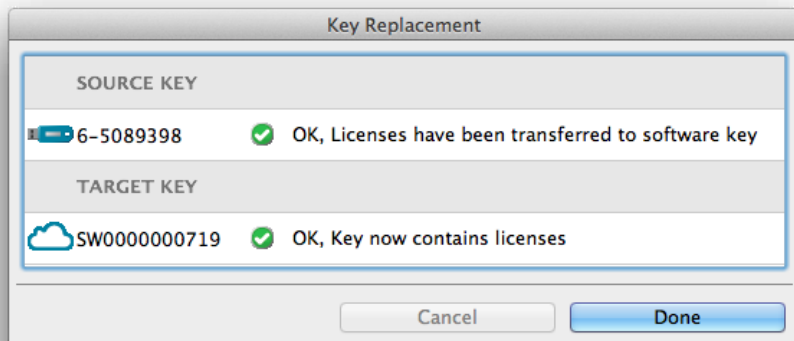 Key Replacement
SOURCE KEY
6-5089398 OK, Licenses have been transferred to software key
TARGET KEY
SW0000000719 OK, Key now contains licenses
Cancel Done